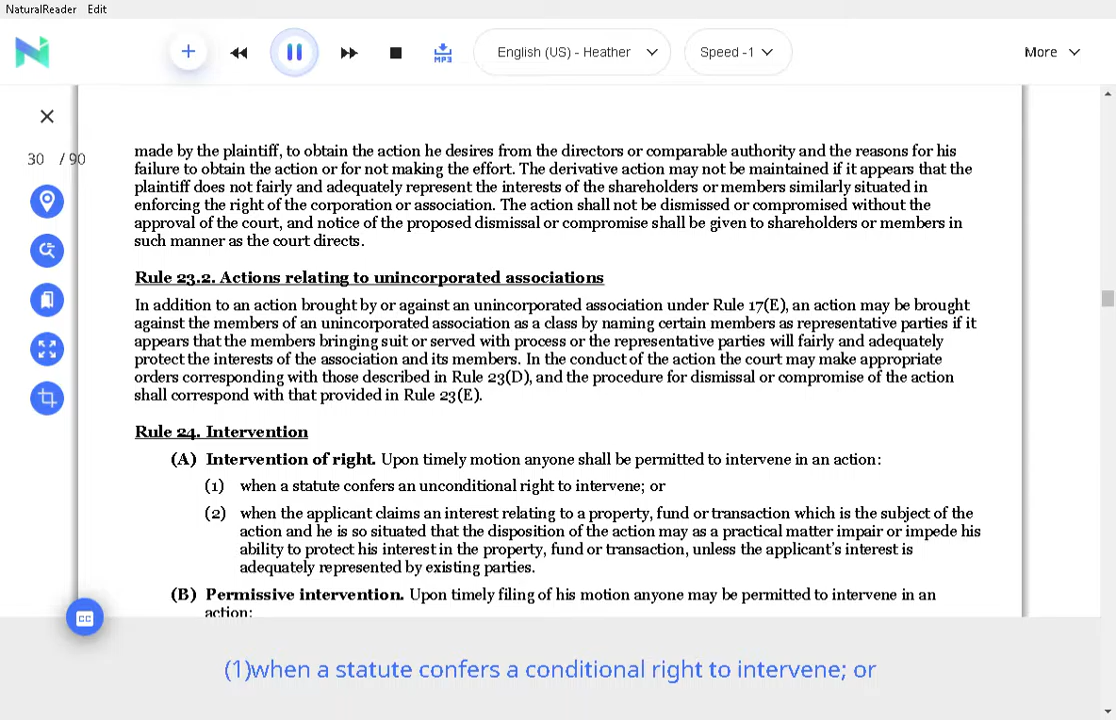 NaturalReader Edit
English (US) - Heather
Speed -1
More
MP3
30 / 90
made by the plaintiff, to obtain the action he desires from the directors or comparable authority and the reasons for his
failure to obtain the action or for not making the effort. The derivative action may not be maintained if it appears that the
plaintiff does not fairly and adequately represent the interests of the shareholders or members similarly situated in
enforcing the right of the corporation or association. The action shall not be dismissed or compromised without the
approval of the court, and notice of the proposed dismissal or compromise shall be given to shareholders or members in
such manner as the court directs.
Rule 23.2. Actions relating to unincorporated associations
In addition to an action brought by or against an unincorporated association under Rule 17(E), an action may be brought
against the members of an unincorporated association as a class by naming certain members as representative parties if it
appears that the members bringing suit or served with process or the representative parties will fairly and adequately
protect the interests of the association and its members. In the conduct of the action the court may make appropriate
orders corresponding with those described in Rule 23(D), and the procedure for dismissal or compromise of the action
shall correspond with that provided in Rule 23(E).
Rule 24. Intervention
(A) Intervention of right. Upon timely motion anyone shall be permitted to intervene in an action:
(1) when a statute confers an unconditional right to intervene; or
(2) when the applicant claims an interest relating to a property, fund or transaction which is the subject of the
action and he is so situated that the disposition of the action may as a practical matter impair or impede his
ability to protect his interest in the property, fund or transaction, unless the applicant's interest is
adequately represented by existing parties.
(B) Permissive intervention. Upon timely filing of his motion anyone may be permitted to intervene in an
action:
CC
(1)when a statute confers a conditional right to intervene; or